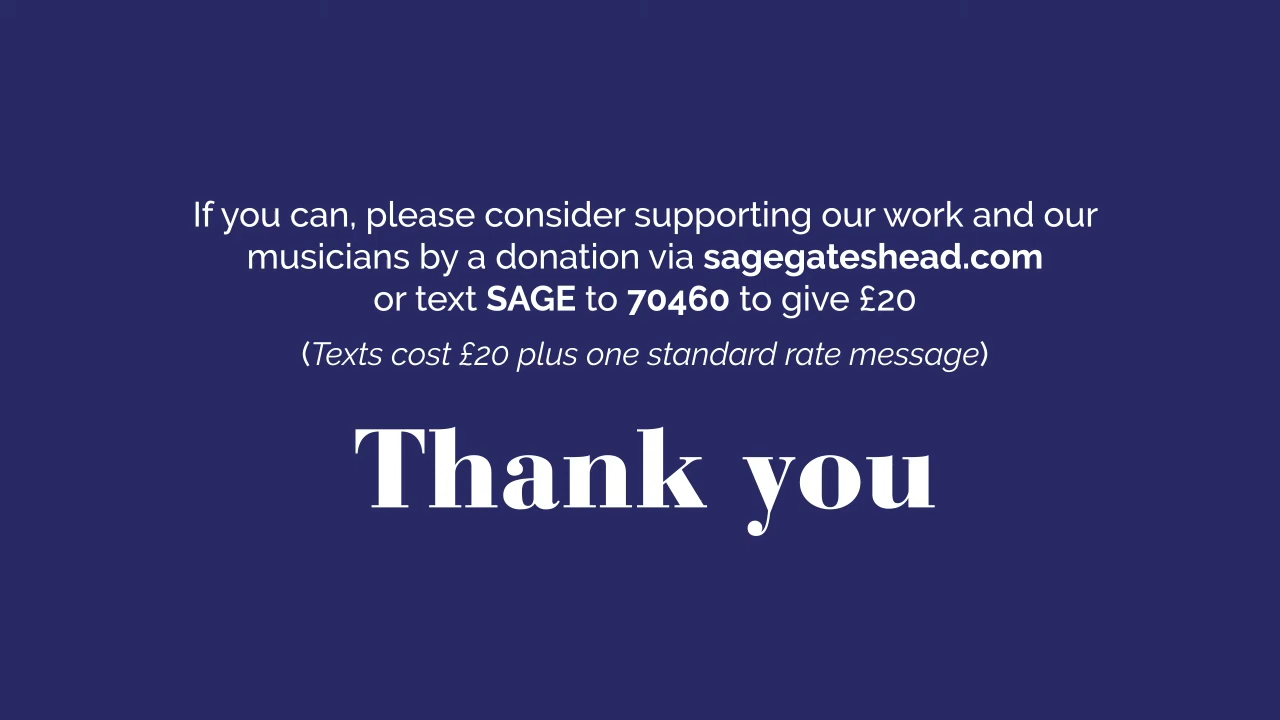 If you can, please consider supporting our work and our
musicians by a donation via sagegateshead.com
or text SAGE to 70460 to give £20
(Texts cost £20 plus one standard rate message)
Thank you